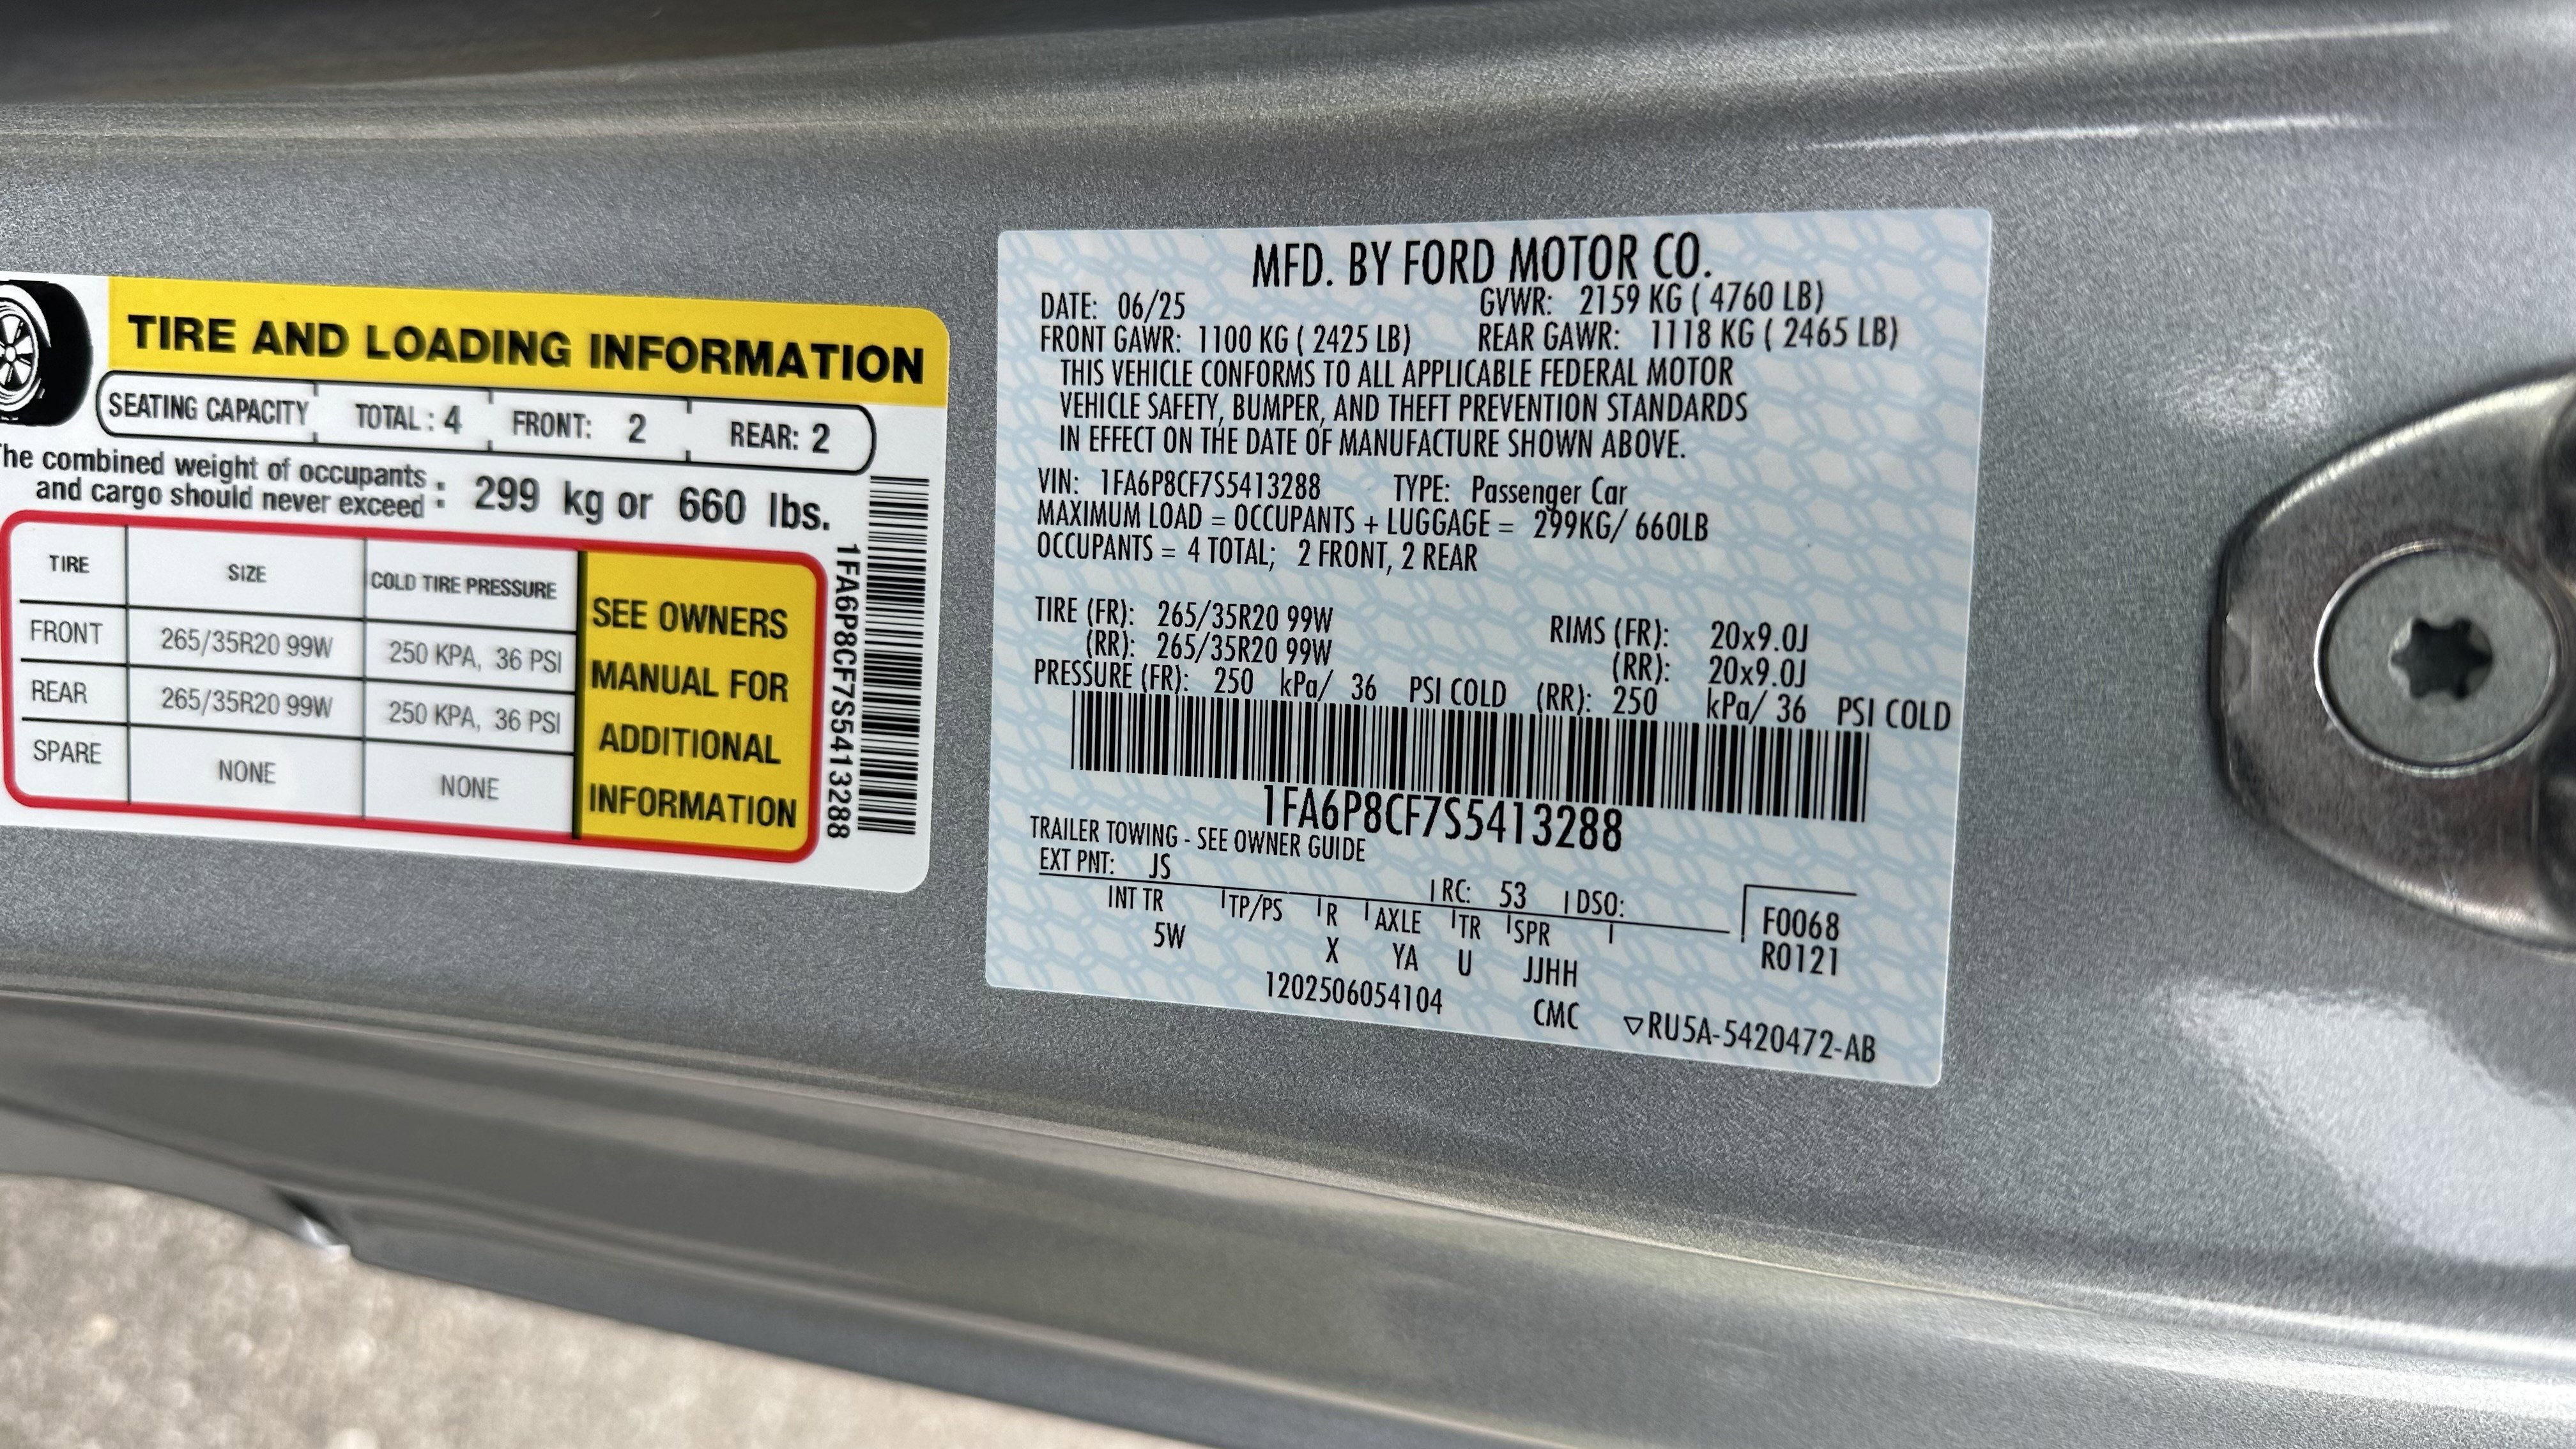 TIRE AND LOADING INFORMATION
SEATING CAPACITY TOTAL : 4 FRONT: 2 REAR: 2
The combined weight of occupants
and cargo should never exceed : 299 kg or 660 lbs.
TIRE SIZE COLD TIRE PRESSURE
FRONT 265/35R20 99W 250 KPA, 36 PSI
REAR 265/35R20 99W 250 KPA, 36 PSI
SPARE NONE NONE
SEE OWNERS
MANUAL FOR
ADDITIONAL
INFORMATION
1FA6P8CF7S5413288
MFD. BY FORD MOTOR CO.
DATE: 06/25 GVWR: 2159 KG ( 4760 LB)
FRONT GAWR: 1100 KG ( 2425 LB) REAR GAWR: 1118 KG ( 2465 LB)
THIS VEHICLE CONFORMS TO ALL APPLICABLE FEDERAL MOTOR
VEHICLE SAFETY, BUMPER, AND THEFT PREVENTION STANDARDS
IN EFFECT ON THE DATE OF MANUFACTURE SHOWN ABOVE.
VIN: 1FA6P8CF7S5413288 TYPE: Passenger Car
MAXIMUM LOAD = OCCUPANTS + LUGGAGE = 299KG/ 660LB
OCCUPANTS = 4 TOTAL; 2 FRONT, 2 REAR
TIRE (FR): 265/35R20 99W RIMS (FR): 20x9.0J
(RR): 265/35R20 99W (RR): 20x9.0J
PRESSURE (FR): 250 kPa/ 36 PSI COLD (RR): 250 kPa/ 36 PSI COLD
1FA6P8CF7S5413288
TRAILER TOWING - SEE OWNER GUIDE
EXT PNT: JS RC: 53 DSO:
INT TR TP/PS R AXLE TR SPR F0068
5W X YA U JJHH R0121
1202506054104 CMC ▽RU5A-5420472-AB